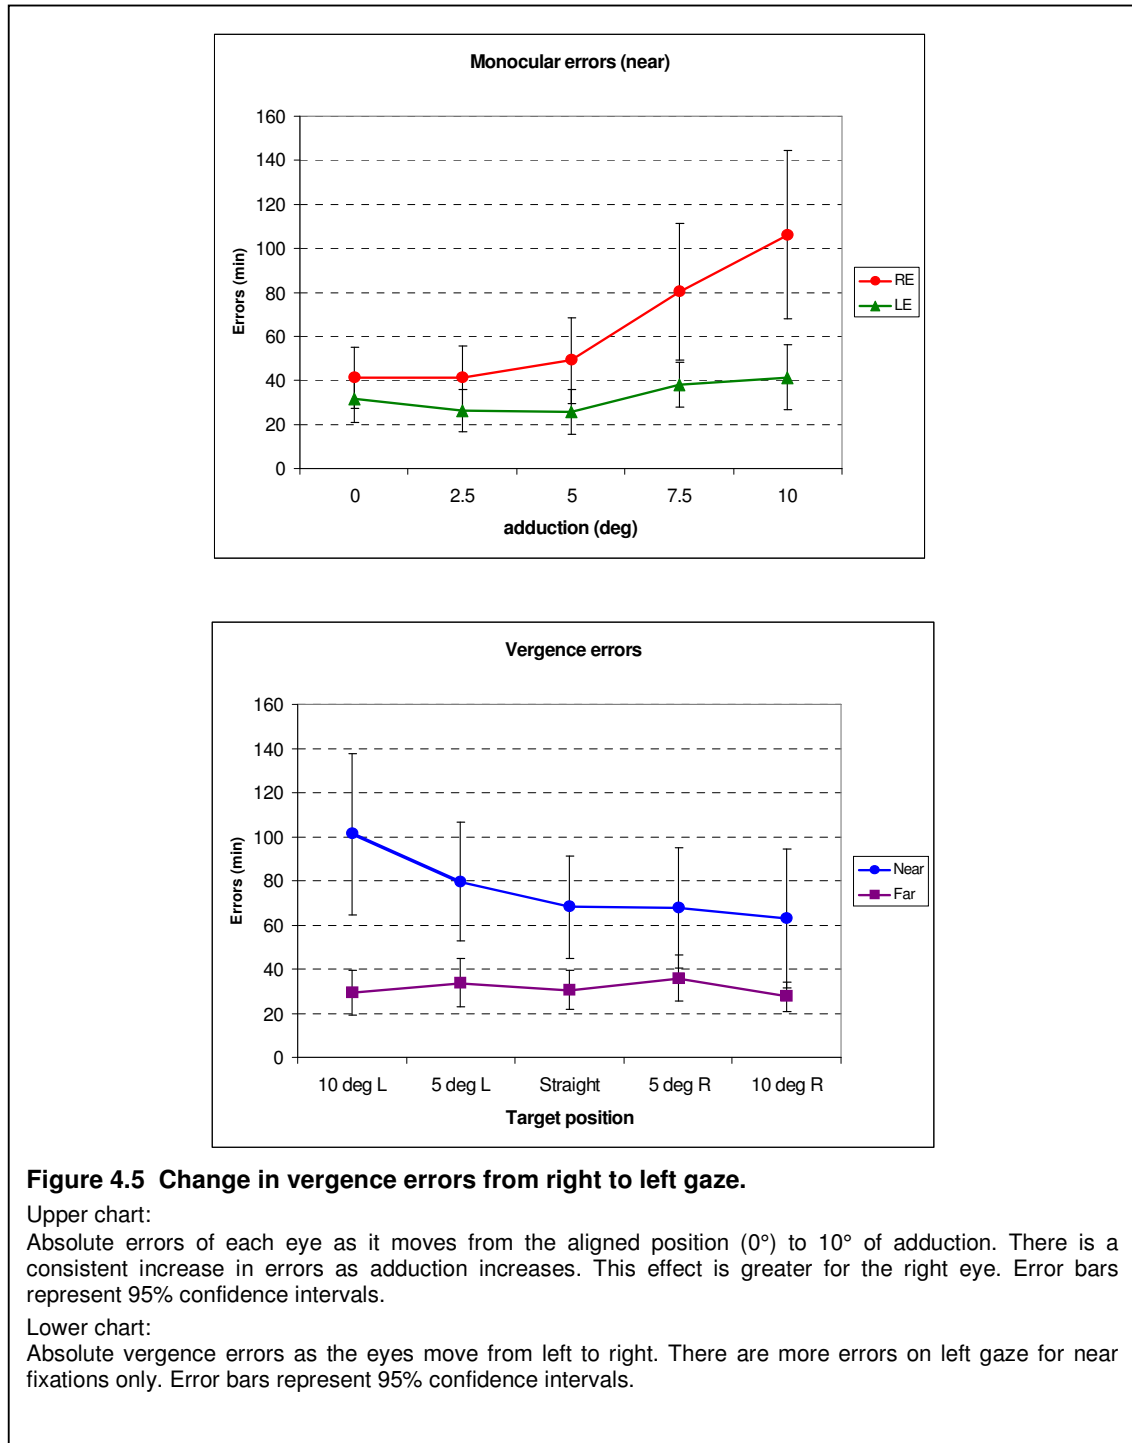 Monocular errors (near)
160
140
120
100
80
60
40
20
0
Errors (min)
0 2.5 5 7.5 10
adduction (deg)
RE
LE
Vergence errors
160
140
120
100
80
60
40
20
0
Errors (min)
10 deg L 5 deg L Straight 5 deg R 10 deg R
Target position
Near
Far
Figure 4.5 Change in vergence errors from right to left gaze.
Upper chart:
Absolute errors of each eye as it moves from the aligned position (0°) to 10° of adduction. There is a
consistent increase in errors as adduction increases. This effect is greater for the right eye. Error bars
represent 95% confidence intervals.
Lower chart:
Absolute vergence errors as the eyes move from left to right. There are more errors on left gaze for near
fixations only. Error bars represent 95% confidence intervals.